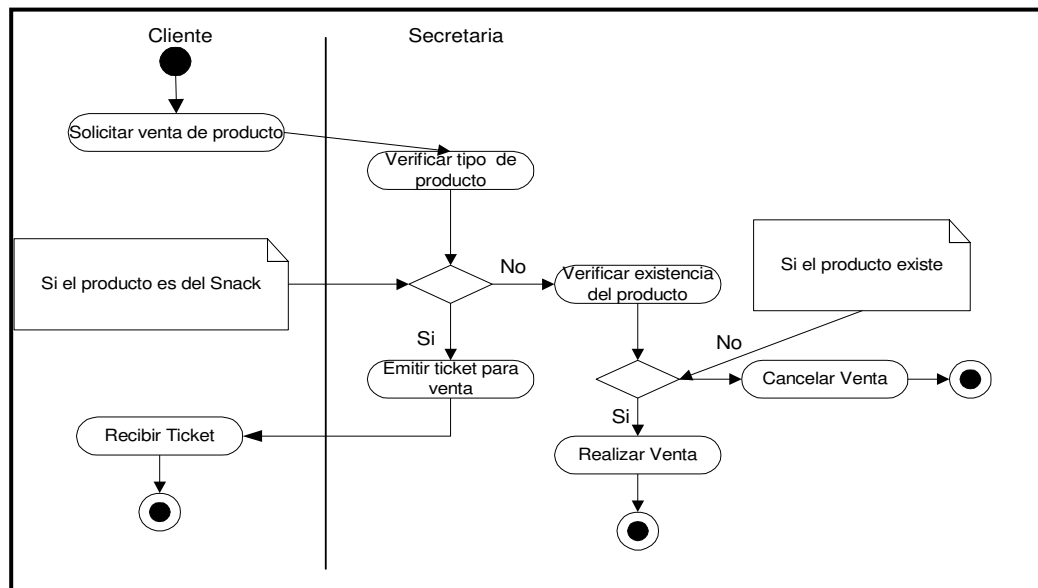 Cliente
Secretaria
Solicitar venta de producto
Verificar tipo de
producto
Si el producto es del Snack
No
Verificar existencia
del producto
Si el producto existe
Si
Emitir ticket para
venta
No
Cancelar Venta
Si
Recibir Ticket
Realizar Venta